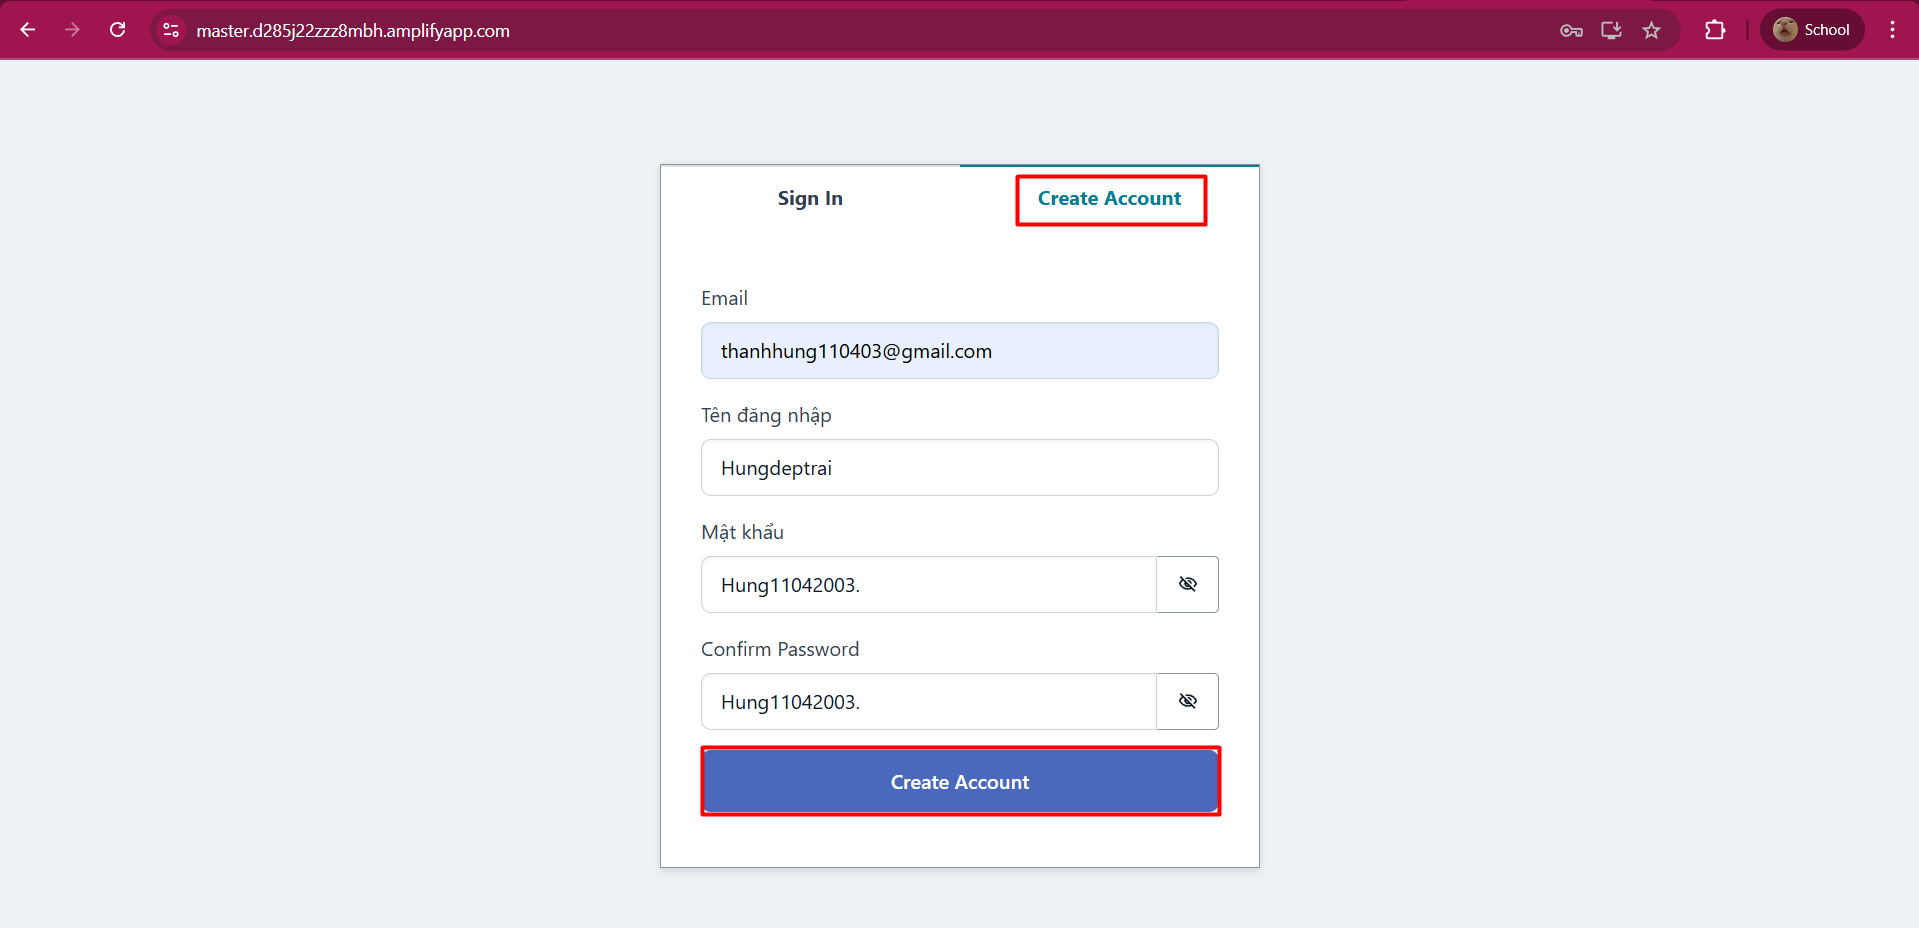 master.d285j22zzz8mbh.amplifyapp.com
School
Sign In
Create Account
Email
thanhhung110403@gmail.com
Tên đăng nhập
Hungdeptrai
Mật khẩu
Hung11042003.
Confirm Password
Hung11042003.
Create Account